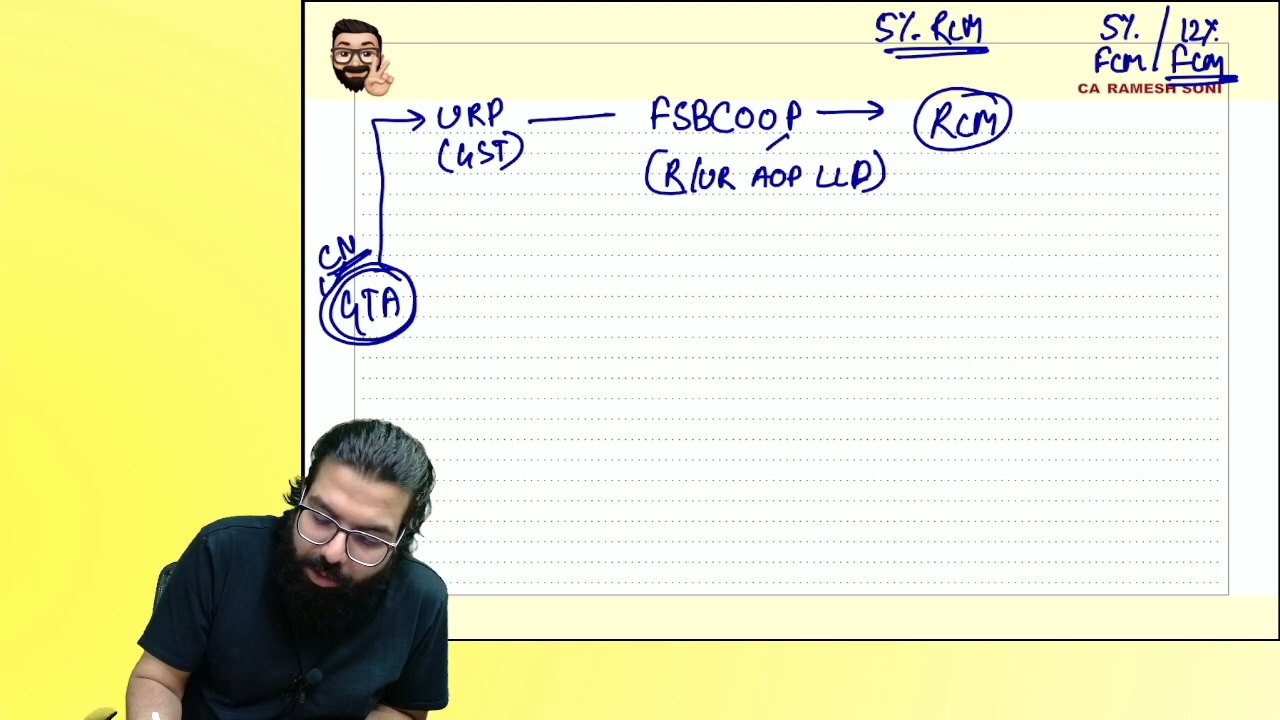 5% RCM
5% / 12%
FCM / FCM
CA RAMESH SONI
URP — FSBCOOP → RCM
(GST)
(R/UR AOP LLP)
CN
GTA